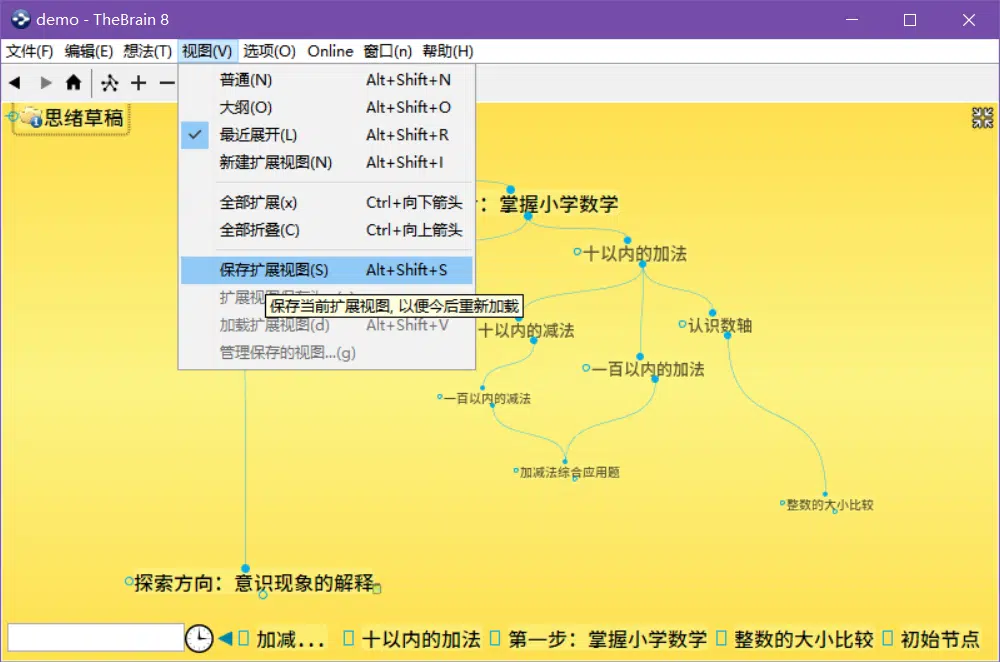 demo - TheBrain 8
文件(F) 编辑(E) 想法(T) 视图(V) 选项(O) Online 窗口(n) 帮助(H)
普通(N) Alt+Shift+N
大纲(O) Alt+Shift+O
最近展开(L) Alt+Shift+R
新建扩展视图(N) Alt+Shift+I
全部扩展(x) Ctrl+向下箭头
全部折叠(C) Ctrl+向上箭头
保存扩展视图(S) Alt+Shift+S
保存当前扩展视图, 以便今后重新加载
加载扩展视图(d) Alt+Shift+V
管理保存的视图...(g)
思绪草稿
：掌握小学数学
十以内的加法
十以内的减法
认识数轴
一百以内的加法
一百以内的减法
加减法综合应用题
整数的大小比较
探索方向：意识现象的解释
加减... 十以内的加法 第一步：掌握小学数学 整数的大小比较 初始节点